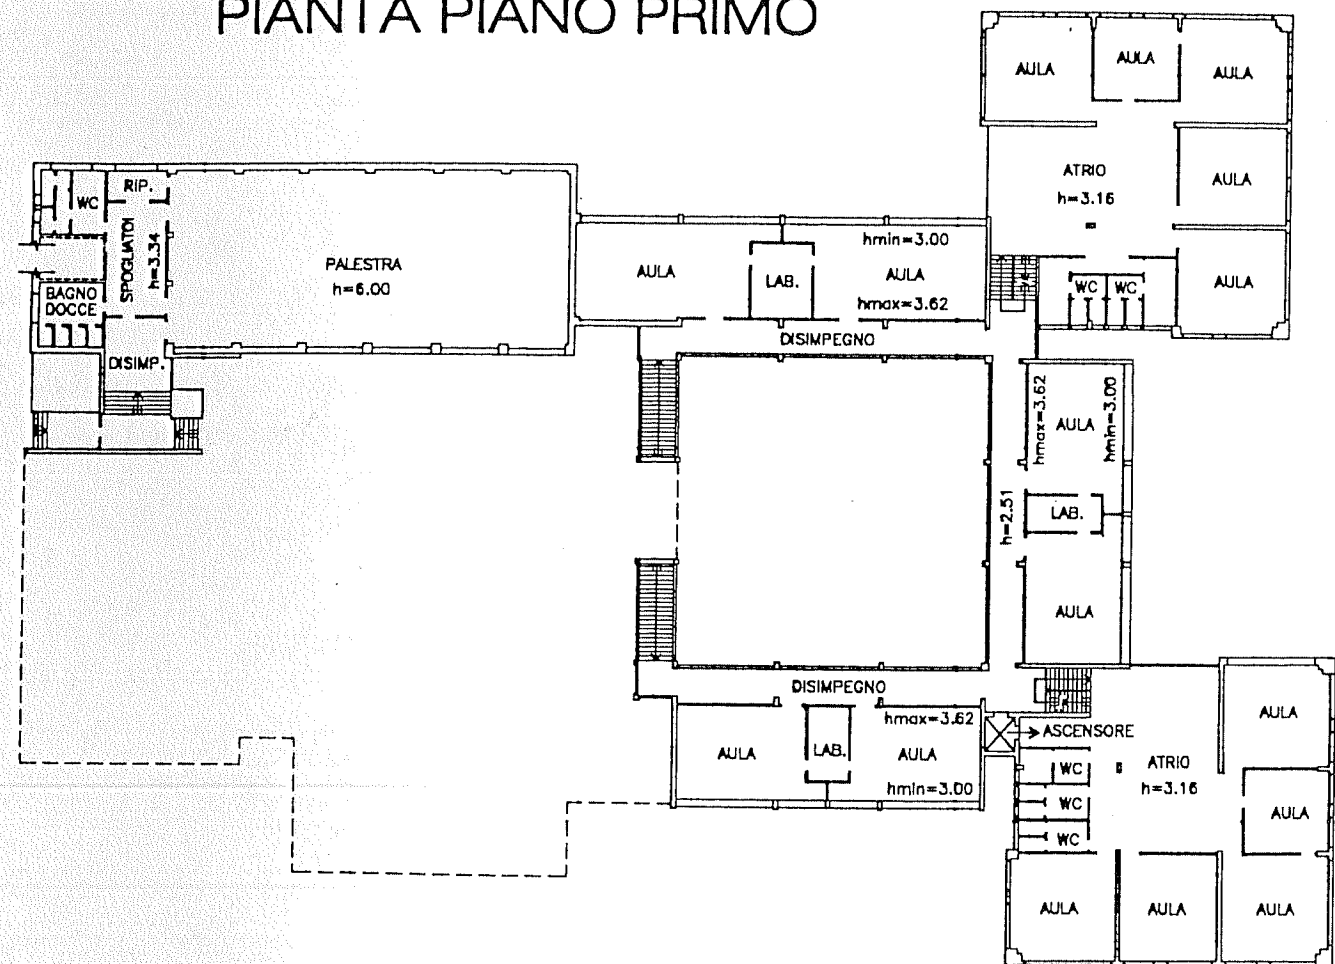 PIANTA PIANO PRIMO
AULA
AULA
AULA
ATRIO
h=3.16
AULA
AULA
WC
WC
RIP.
WC
SPOGLIATOI
h=3.34
BAGNO
DOCCE
DISIMP.
PALESTRA
h=6.00
AULA
LAB.
hmin=3.00
AULA
hmax=3.62
DISIMPEGNO
hmax=3.62
AULA
hmin=3.00
h=2.51
LAB.
AULA
DISIMPEGNO
AULA
LAB.
hmax=3.62
AULA
hmin=3.00
ASCENSORE
WC
WC
WC
ATRIO
h=3.16
AULA
AULA
AULA
AULA
AULA